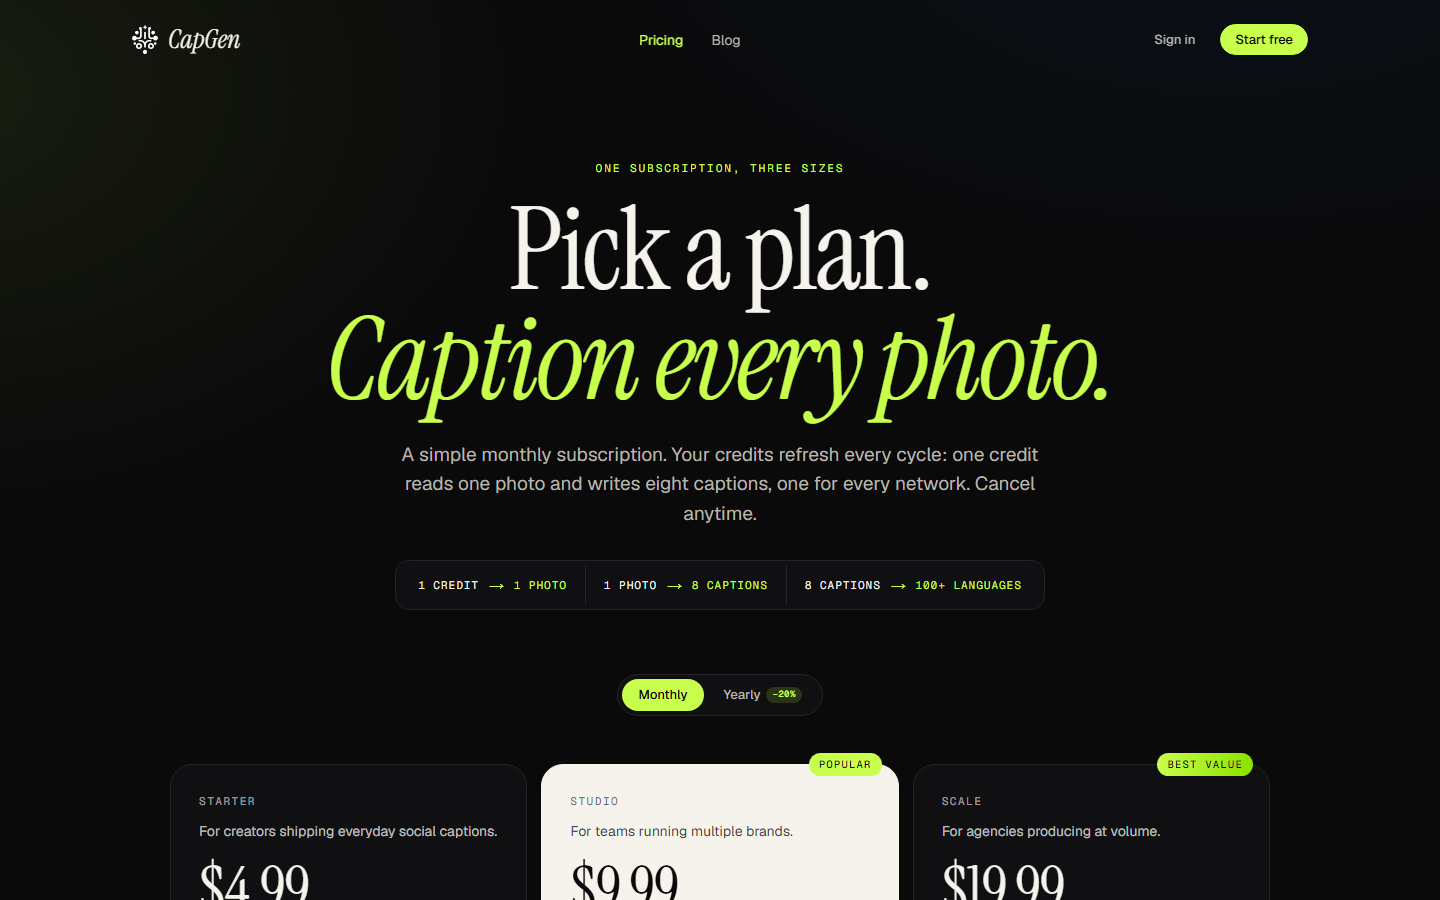 CapGen
Pricing
Blog
Sign in
Start free
ONE SUBSCRIPTION, THREE SIZES
Pick a plan.
Caption every photo.
A simple monthly subscription. Your credits refresh every cycle: one credit
reads one photo and writes eight captions, one for every network. Cancel
anytime.
1 CREDIT → 1 PHOTO
1 PHOTO → 8 CAPTIONS
8 CAPTIONS → 100+ LANGUAGES
Monthly
Yearly −20%
STARTER
For creators shipping everyday social captions.
$4.99
POPULAR
STUDIO
For teams running multiple brands.
$9.99
BEST VALUE
SCALE
For agencies producing at volume.
$19.99